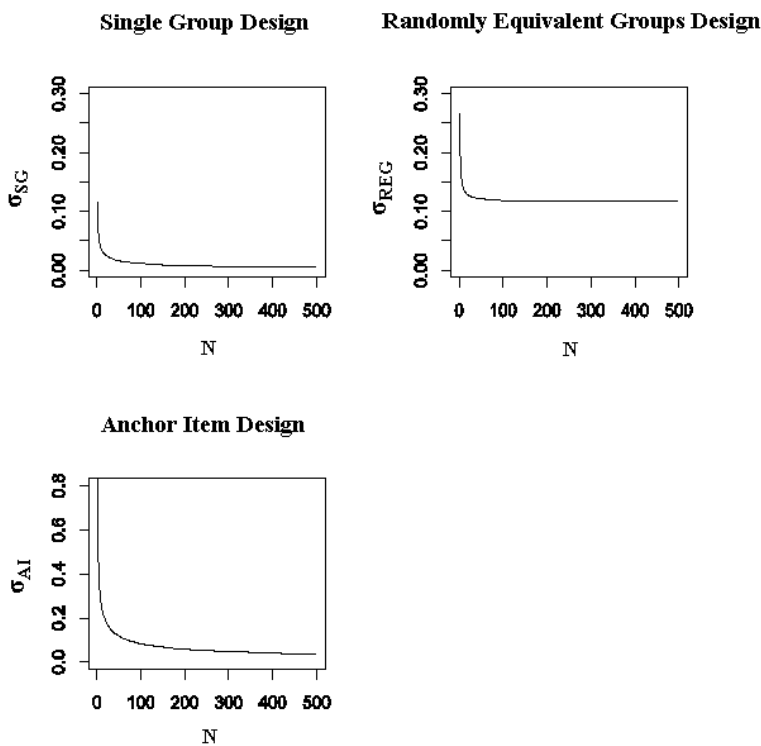 Single Group Design
0.00 0.10 0.20 0.30
σSG
0 100 200 300 400 500
N
Randomly Equivalent Groups Design
0.00 0.10 0.20 0.30
σREG
0 100 200 300 400 500
N
Anchor Item Design
0.0 0.2 0.4 0.6 0.8
σAI
0 100 200 300 400 500
N